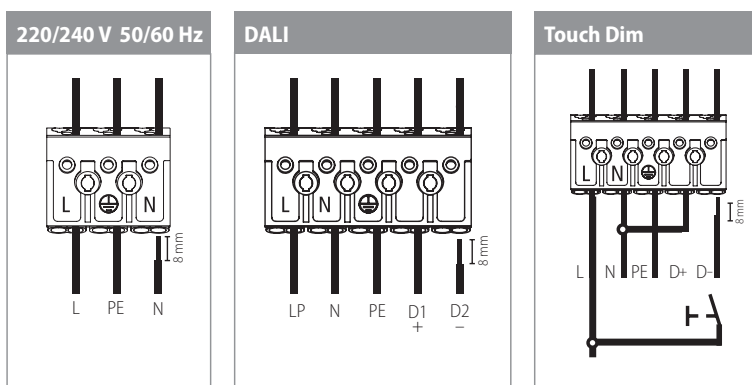 220/240 V 50/60 Hz
L N
8 mm
L PE N
DALI
L N
8 mm
LP N PE D1 D2
+ –
Touch Dim
L N
8 mm
L N PE D+ D-